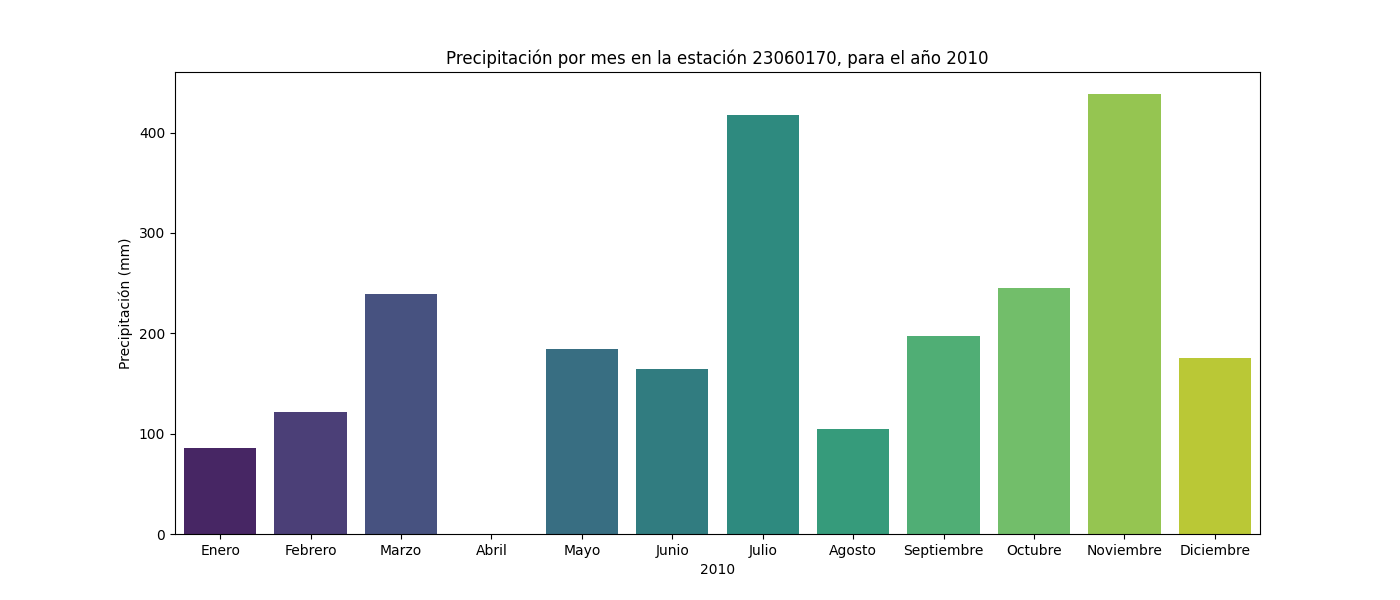 Precipitación por mes en la estación 23060170, para el año 2010
Precipitación (mm)
400
300
200
100
0
Enero Febrero Marzo Abril Mayo Junio Julio Agosto Septiembre Octubre Noviembre Diciembre
2010